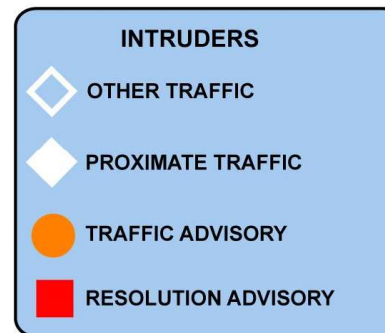 INTRUDERS
OTHER TRAFFIC
PROXIMATE TRAFFIC
TRAFFIC ADVISORY
RESOLUTION ADVISORY